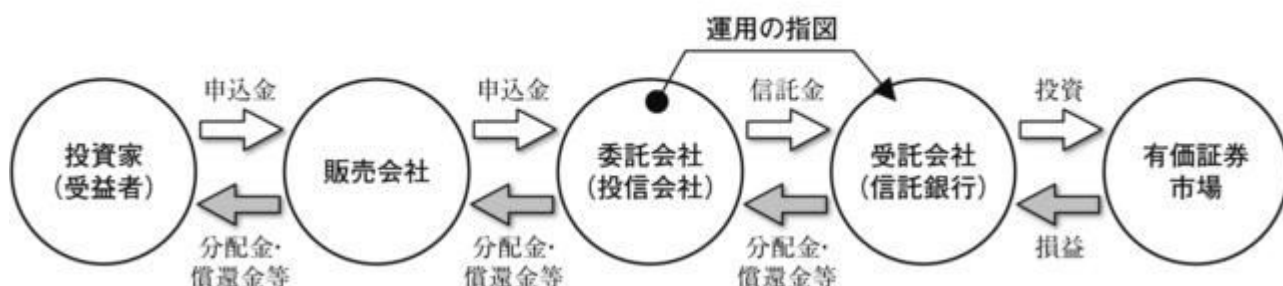 運用の指図
申込金
申込金
信託金
投資
投資家
（受益者）
販売会社
委託会社
（投信会社）
受託会社
（信託銀行）
有価証券
市場
分配金・
償還金等
分配金・
償還金等
分配金・
償還金等
損益